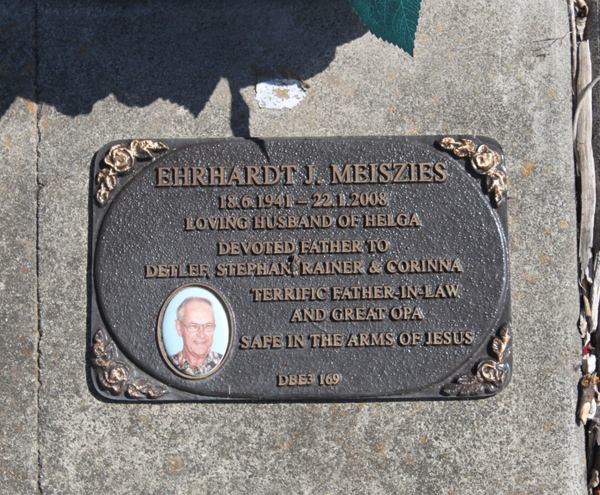 EHRHARDT J. MEISZIES
18.6.1941 – 22.1.2008
LOVING HUSBAND OF HELGA
DEVOTED FATHER TO
DETLEF, STEPHAN, RAINER & CORINNA
TERRIFIC FATHER-IN-LAW
AND GREAT OPA
SAFE IN THE ARMS OF JESUS
DBE3 169